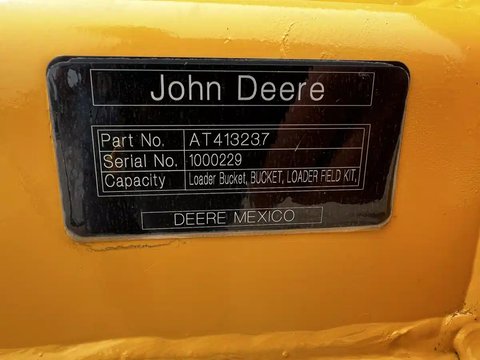 John Deere
Part No. AT413237
Serial No. 1000229
Capacity Loader Bucket, BUCKET, LOADER FIELD KIT,
DEERE MEXICO